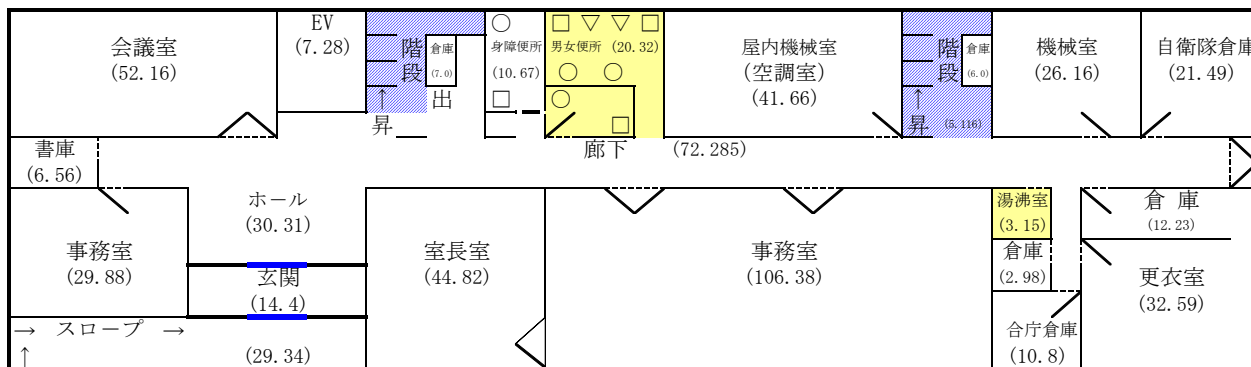 会議室
(52.16)
EV
(7.28)
階段
倉庫
(7.0)
↑
昇
出
身障便所
(10.67)
男女便所 (20.32)
屋内機械室
(空調室)
(41.66)
階段
倉庫
(6.0)
↑
昇
(5.116)
機械室
(26.16)
自衛隊倉庫
(21.49)
書庫
(6.56)
廊下 (72.285)
ホール
(30.31)
事務室
(29.88)
玄関
(14.4)
→ スロープ →
↑
(29.34)
室長室
(44.82)
事務室
(106.38)
湯沸室
(3.15)
倉庫
(2.98)
合庁倉庫
(10.8)
倉 庫
(12.23)
更衣室
(32.59)